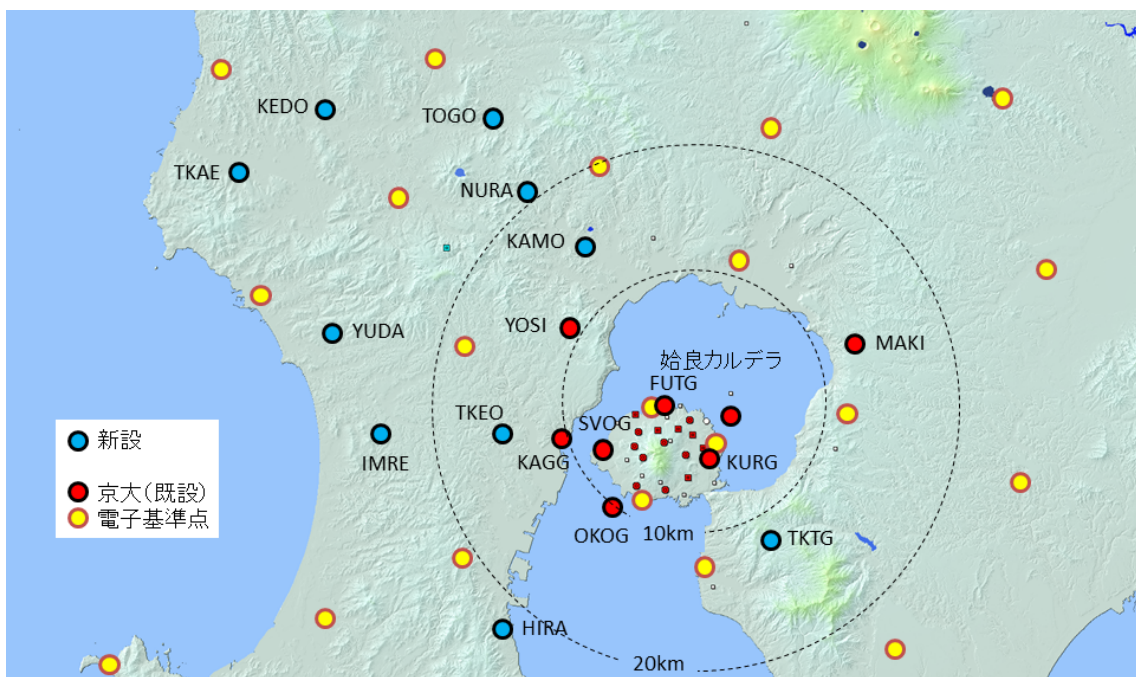 KEDO
TOGO
TKAE
NURA
KAMO
YOSI
MAKI
YUDA
姶良カルデラ
FUTG
TKEO
SVOG
新設
IMRE
KAGG
KURG
京大(既設)
電子基準点
OKOG
10km
TKTG
HIRA
20km